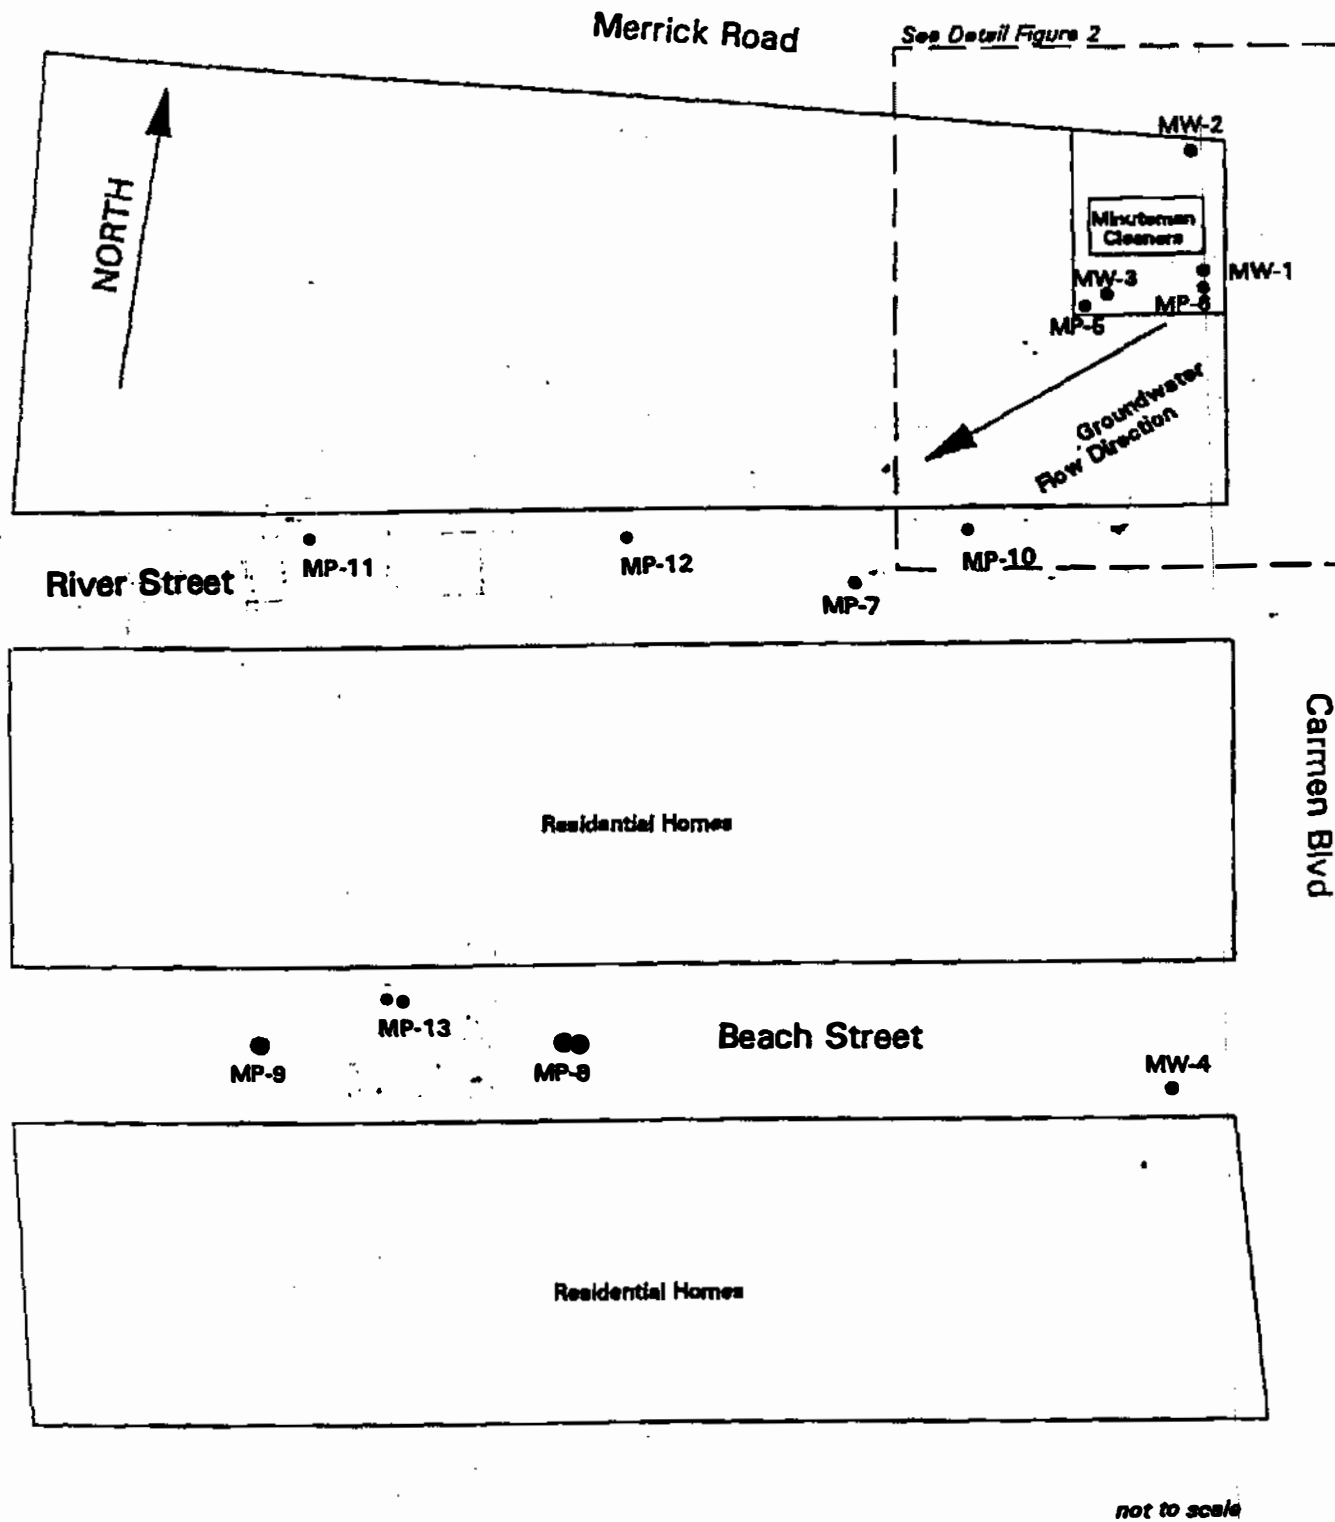 Merrick Road
See Detail Figure 2
MW-2
NORTH
Minuteman
Cleaners
MW-1
MW-3
MP-6
MP-5
Groundwater
Flow Direction
MP-11
MP-12
MP-10
River Street
MP-7
Carmen Blvd
Residential Homes
MP-13
Beach Street
MP-9
MP-8
MW-4
Residential Homes
not to scale